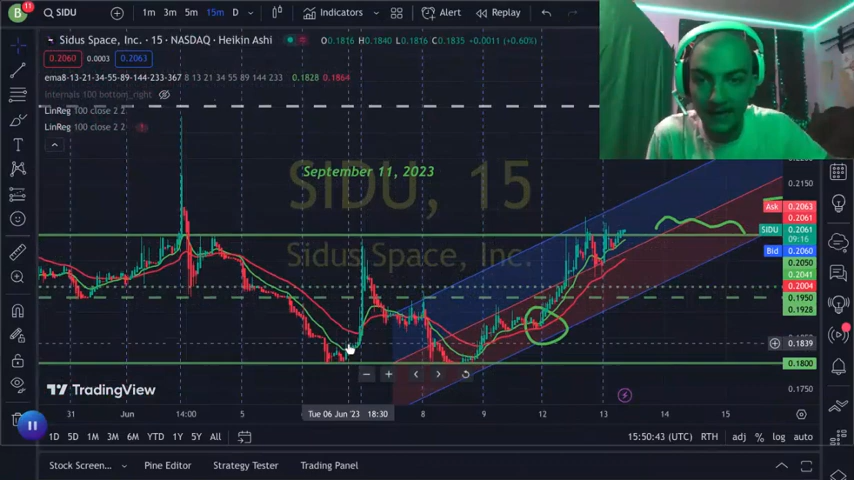 B 11 SIDU 1m 3m 5m 15m D Indicators Alert Replay
Sidus Space, Inc. · 15 · NASDAQ · Heikin Ashi O0.1816 H0.1840 L0.1816 C0.1835 +0.0011 (+0.60%)
0.2060 0.0003 0.2063
ema8-13-21-34-55-89-144-233-367 8 13 21 34 55 89 144 233 0.1828 0.1864
Internals 100 bottom_right
LinReg 100 close 2 2
LinReg 100 close 2 2
September 11, 2023
SIDU, 15
Sidus Space, Inc.
0.2150
Ask 0.2063
0.2061
SIDU 0.2061
09:16
Bid 0.2060
0.2050
0.2041
0.2004
0.1950
0.1928
0.1839
0.1800
0.1750
TradingView
31 Jun 14:00 5 Tue 06 Jun '23 18:30 8 9 12 13 14 15
1D 5D 1M 3M 6M YTD 1Y 5Y All 15:50:43 (UTC) RTH adj % log auto
Stock Screen... Pine Editor Strategy Tester Trading Panel